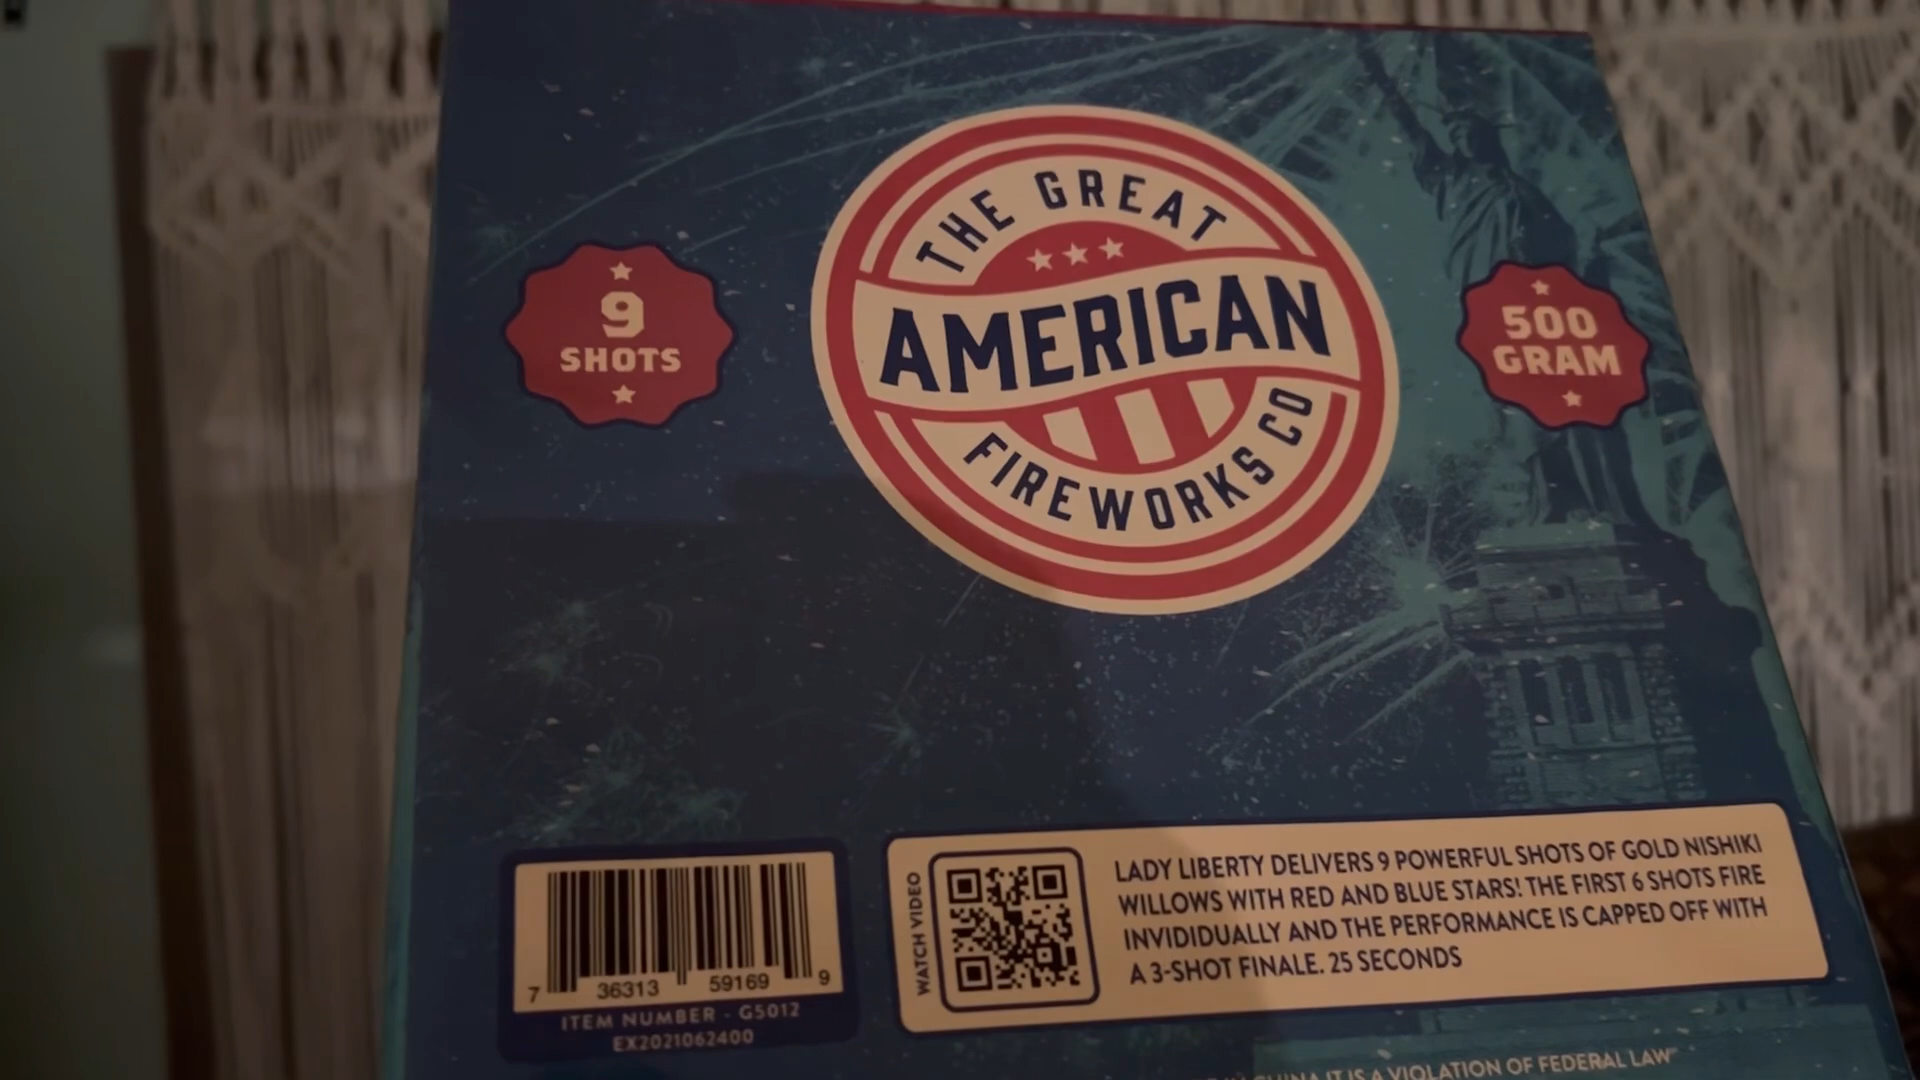 THE GREAT
AMERICAN
FIREWORKS CO
9
SHOTS
500
GRAM
7 36313 59169 9
ITEM NUMBER - G5012
EX2021062400
WATCH VIDEO
LADY LIBERTY DELIVERS 9 POWERFUL SHOTS OF GOLD NISHIKI
WILLOWS WITH RED AND BLUE STARS! THE FIRST 6 SHOTS FIRE
INVIDIDUALLY AND THE PERFORMANCE IS CAPPED OFF WITH
A 3-SHOT FINALE. 25 SECONDS
CHINA IT IS A VIOLATION OF FEDERAL LAW"